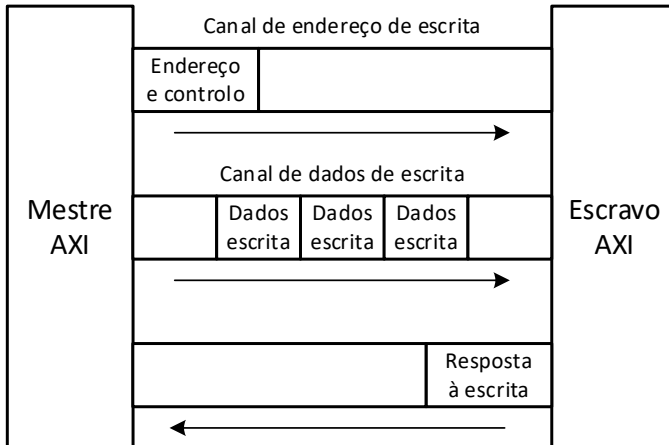 Canal de endereço de escrita
Endereço
e controlo
Canal de dados de escrita
Mestre
AXI
Dados
escrita
Dados
escrita
Dados
escrita
Escravo
AXI
Resposta
à escrita